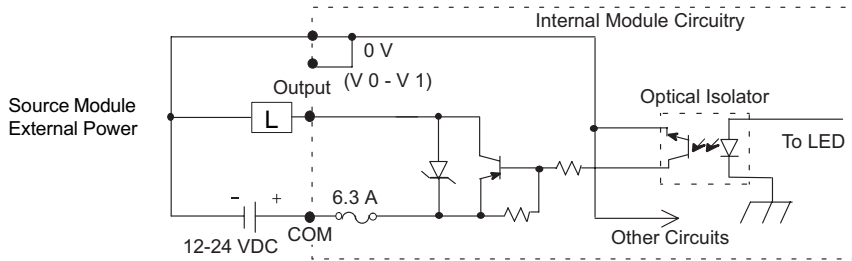 Internal Module Circuitry
0 V
(V 0 - V 1)
Output
Optical Isolator
Source Module
External Power
L
To LED
- +
6.3 A
COM
12-24 VDC
Other Circuits